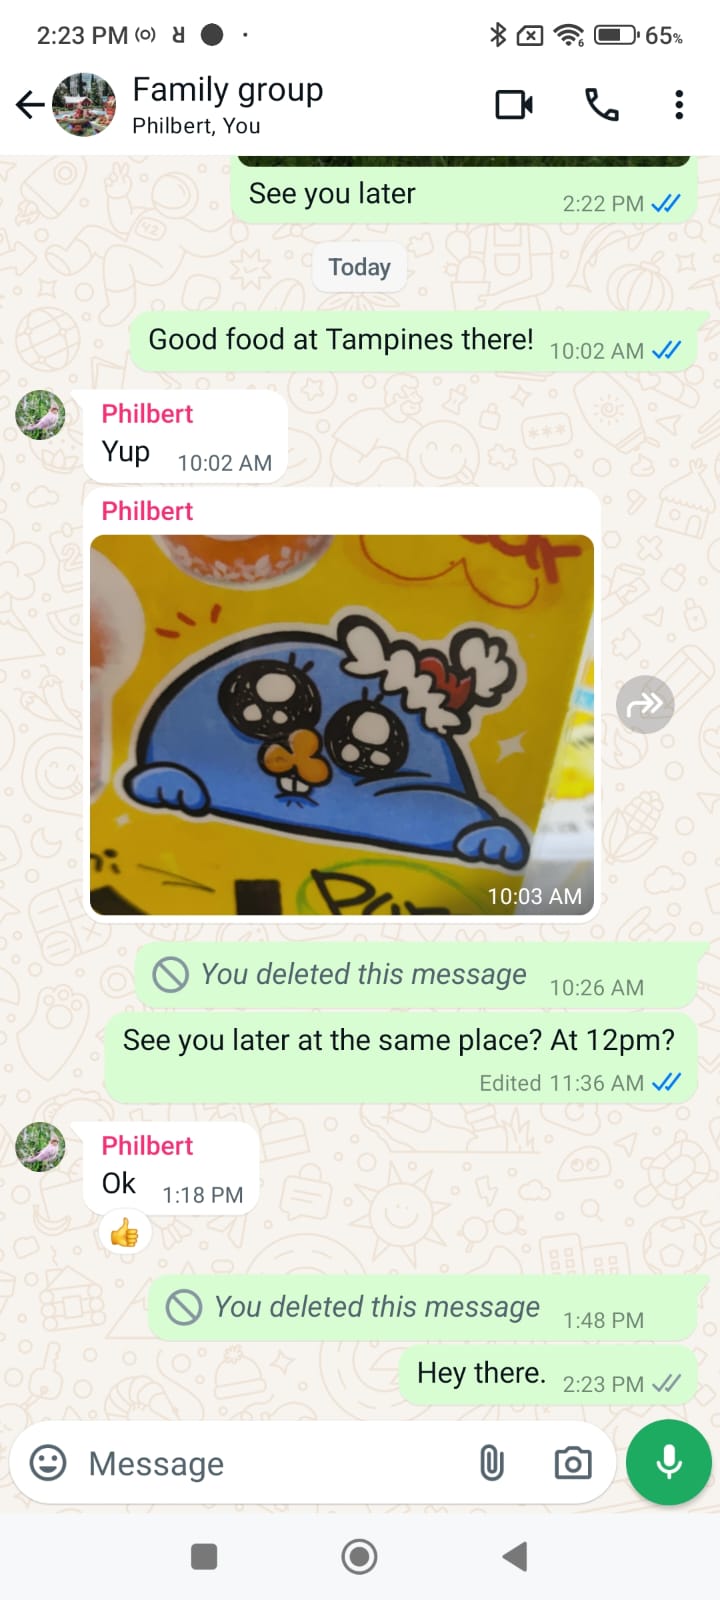 2:23 PM
65%
Family group
Philbert, You
See you later
2:22 PM
Today
Good food at Tampines there!
10:02 AM
Philbert
Yup
10:02 AM
Philbert
10:03 AM
You deleted this message
10:26 AM
See you later at the same place? At 12pm?
Edited 11:36 AM
Philbert
Ok
1:18 PM
You deleted this message
1:48 PM
Hey there.
2:23 PM
Message